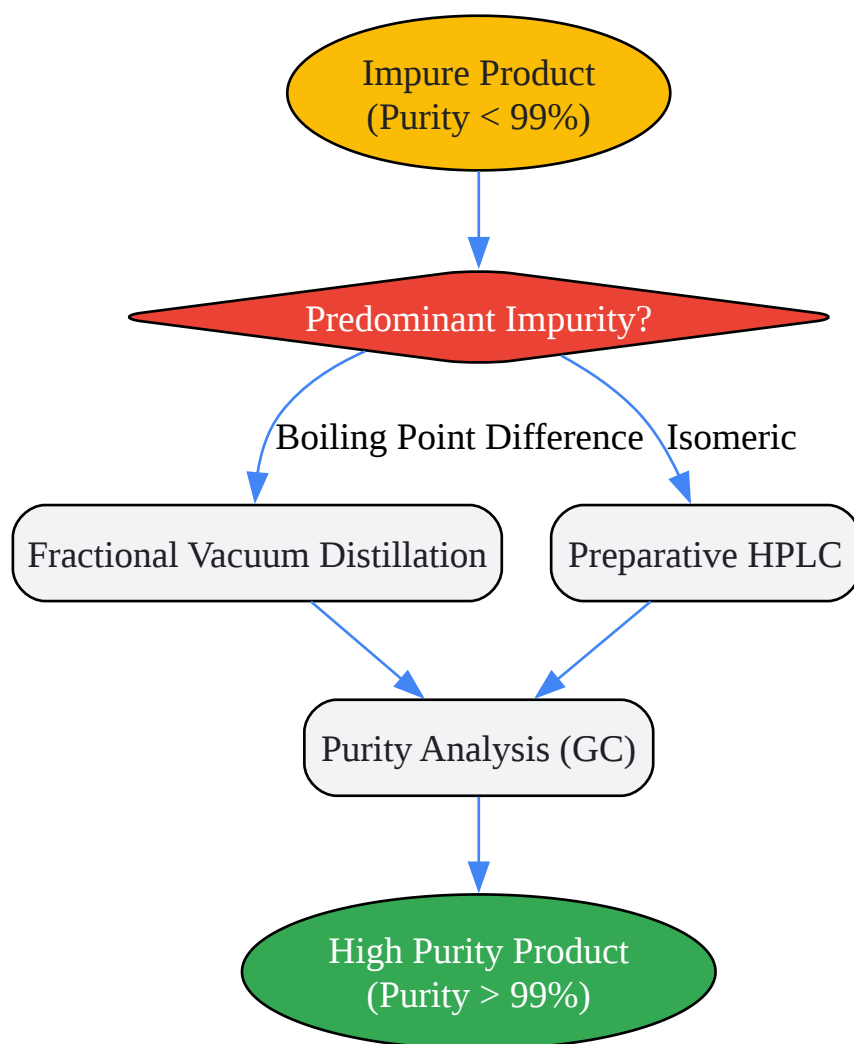 Impure Product
(Purity < 99%)
Predominant Impurity?
Boiling Point Difference
Isomeric
Fractional Vacuum Distillation
Preparative HPLC
Purity Analysis (GC)
High Purity Product
(Purity > 99%)